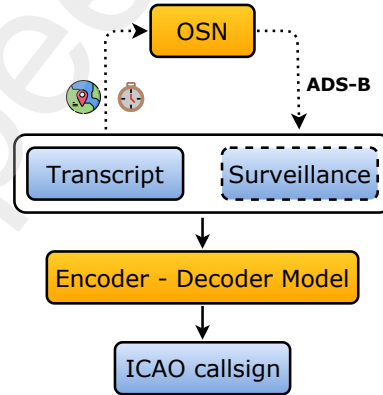 OSN
ADS-B
Transcript
Surveillance
Encoder - Decoder Model
ICAO callsign